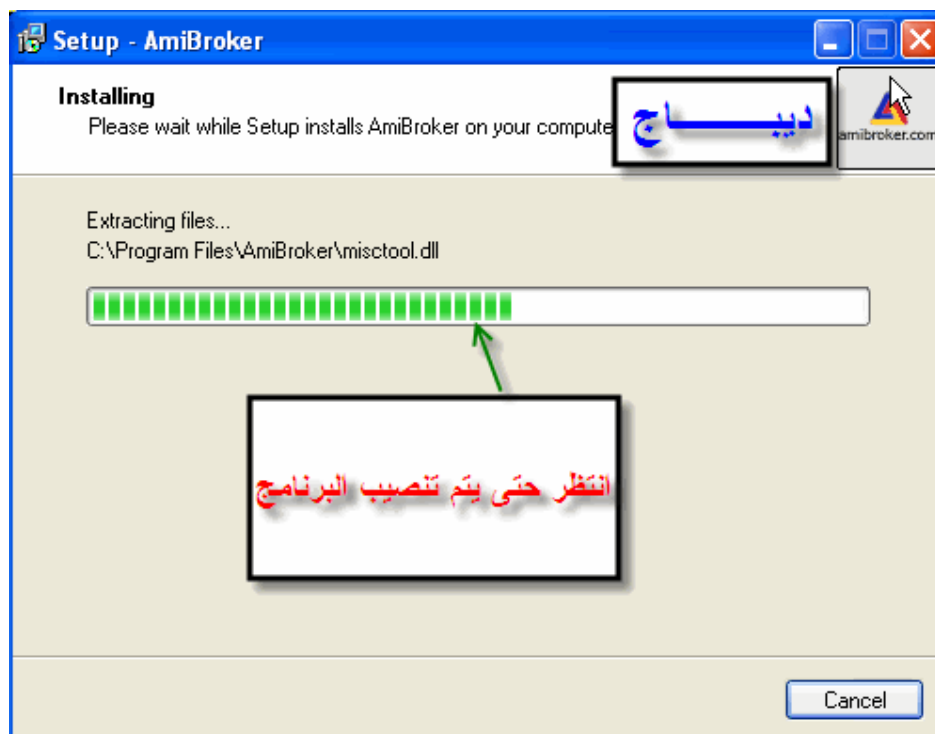 Setup - AmiBroker
Installing
Please wait while Setup installs AmiBroker on your compute
ديبـــــــاج
amibroker.com
Extracting files...
C:\Program Files\AmiBroker\misctool.dll
انتظر حتى يتم تنصيب البرنامج
Cancel